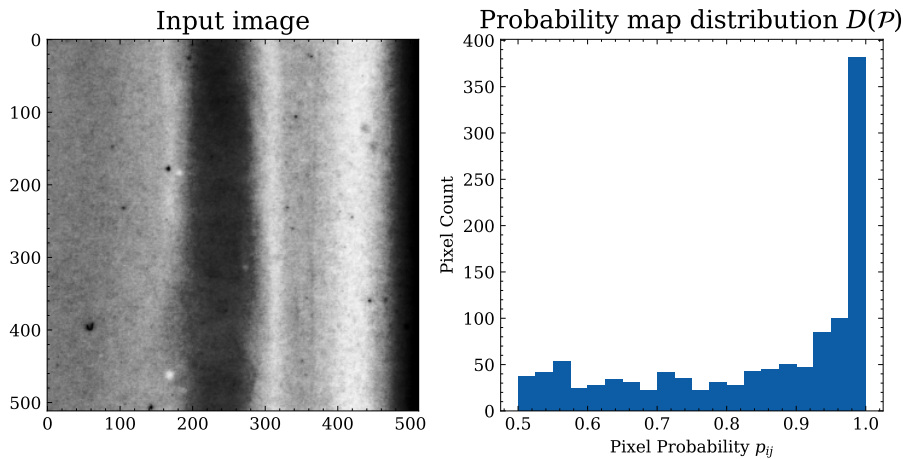 Input image
0
100
200
300
400
500
0 100 200 300 400 500
Probability map distribution D(𝒫)
400
350
300
250
200
150
100
50
0
Pixel Count
0.5 0.6 0.7 0.8 0.9 1.0
Pixel Probability p_{ij}